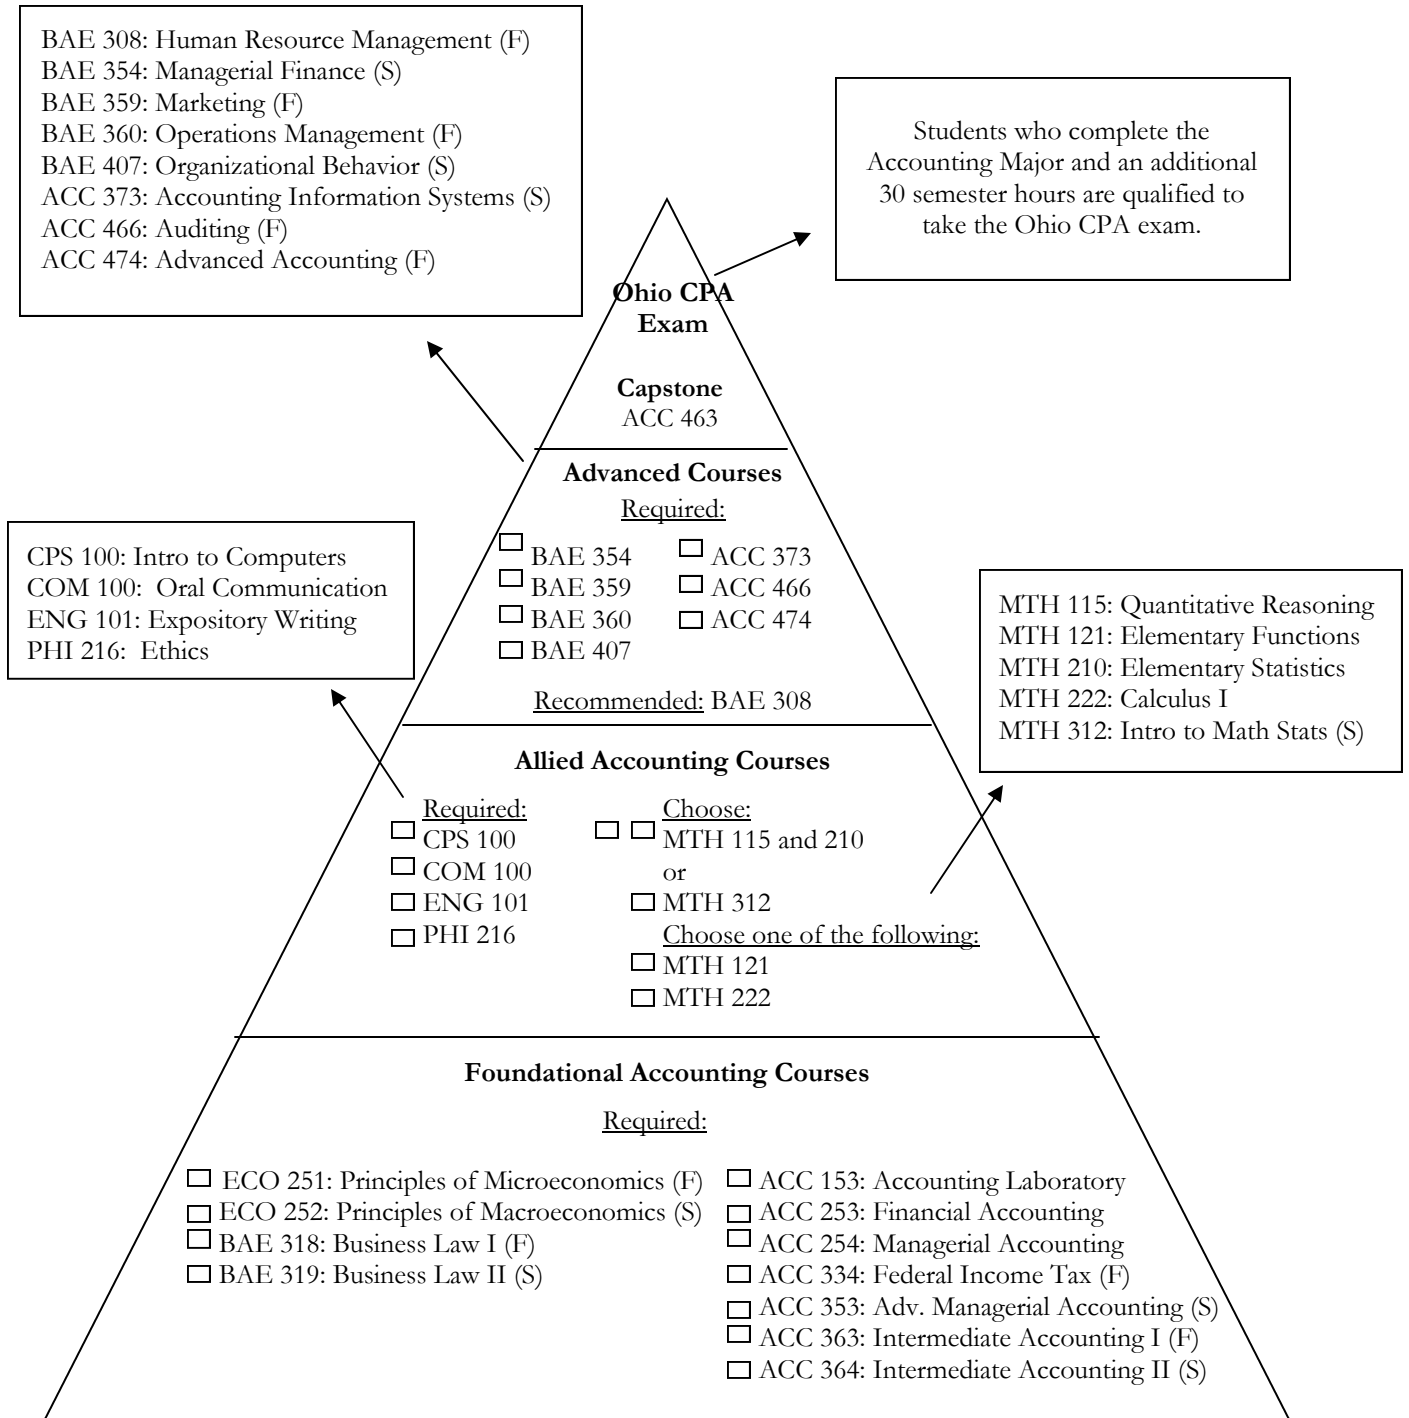 BAE 308: Human Resource Management (F)
BAE 354: Managerial Finance (S)
BAE 359: Marketing (F)
BAE 360: Operations Management (F)
BAE 407: Organizational Behavior (S)
ACC 373: Accounting Information Systems (S)
ACC 466: Auditing (F)
ACC 474: Advanced Accounting (F)
Students who complete the
Accounting Major and an additional
30 semester hours are qualified to
take the Ohio CPA exam.
Ohio CPA
Exam
Capstone
ACC 463
Advanced Courses
Required:
BAE 354
BAE 359
BAE 360
BAE 407
ACC 373
ACC 466
ACC 474
Recommended: BAE 308
CPS 100: Intro to Computers
COM 100: Oral Communication
ENG 101: Expository Writing
PHI 216: Ethics
MTH 115: Quantitative Reasoning
MTH 121: Elementary Functions
MTH 210: Elementary Statistics
MTH 222: Calculus I
MTH 312: Intro to Math Stats (S)
Allied Accounting Courses
Required:
CPS 100
COM 100
ENG 101
PHI 216
Choose:
MTH 115 and 210
or
MTH 312
Choose one of the following:
MTH 121
MTH 222
Foundational Accounting Courses
Required:
ECO 251: Principles of Microeconomics (F)
ECO 252: Principles of Macroeconomics (S)
BAE 318: Business Law I (F)
BAE 319: Business Law II (S)
ACC 153: Accounting Laboratory
ACC 253: Financial Accounting
ACC 254: Managerial Accounting
ACC 334: Federal Income Tax (F)
ACC 353: Adv. Managerial Accounting (S)
ACC 363: Intermediate Accounting I (F)
ACC 364: Intermediate Accounting II (S)